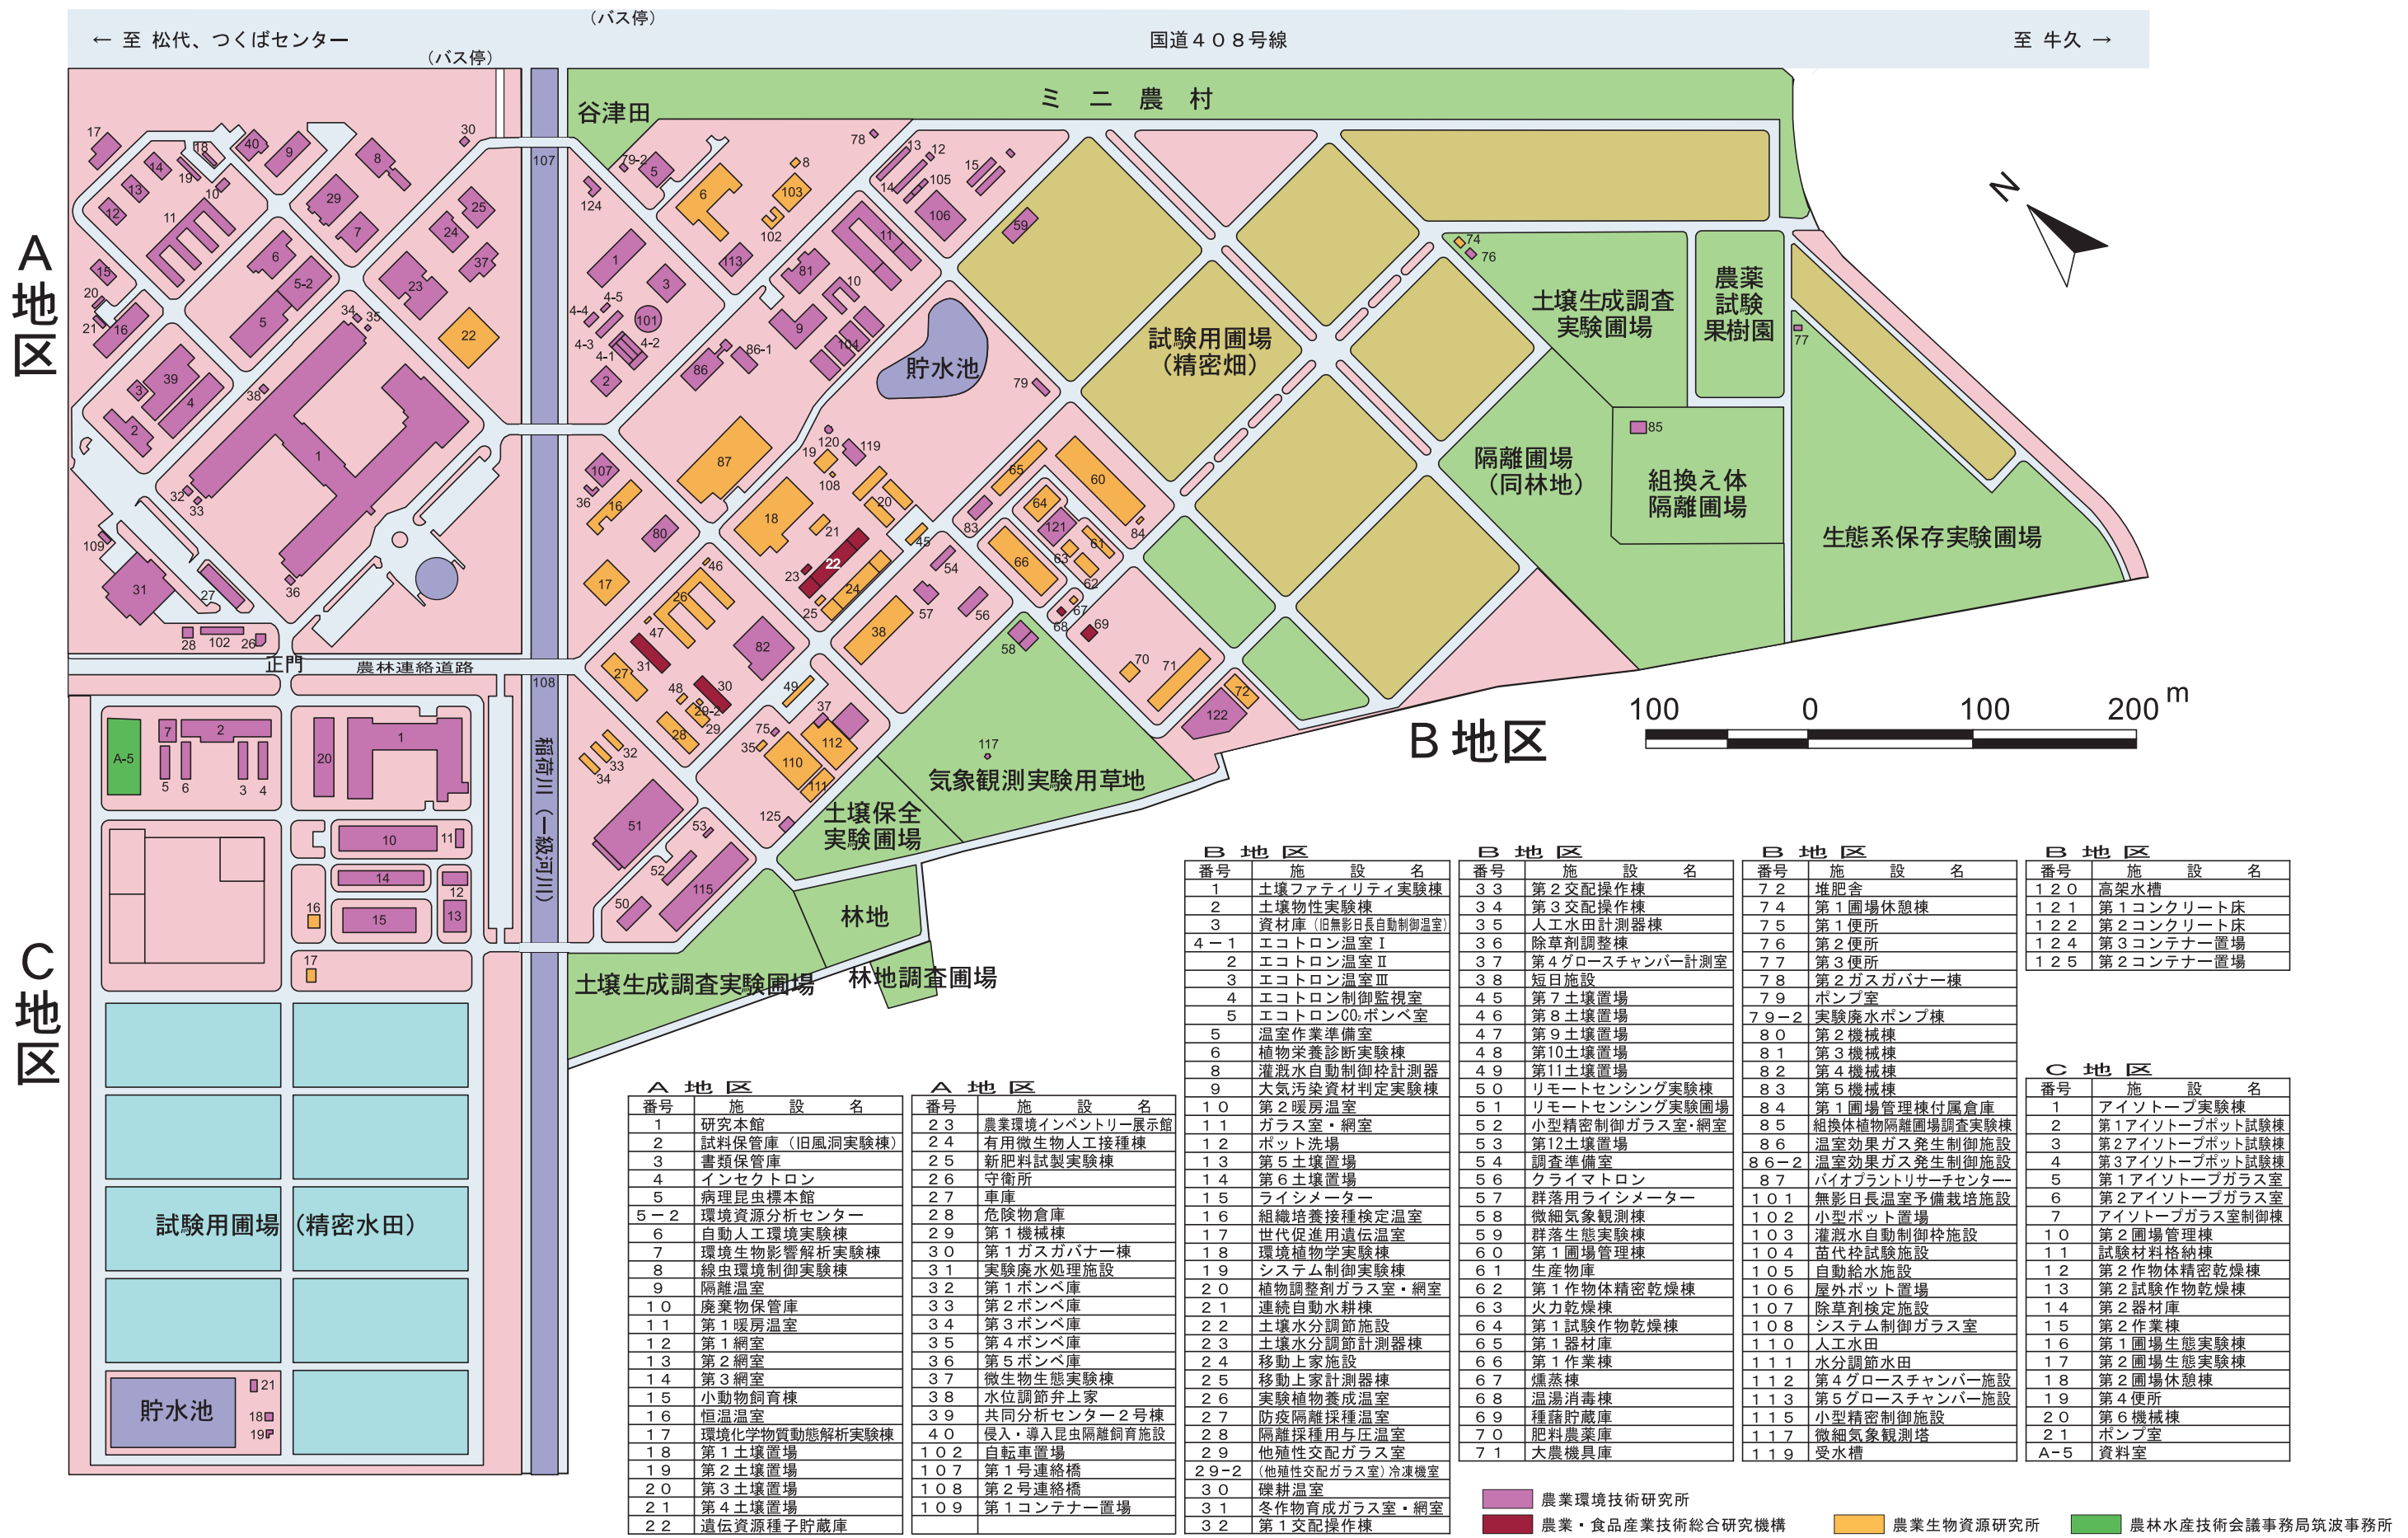 (バス停)
← 至 松代、つくばセンター
国道408号線
至 牛久 →
(バス停)
谷津田
ミニ農村
N
A地区
貯水池
試験用圃場
(精密畑)
土壌生成調査
実験圃場
農薬
試験
果樹園
隔離圃場
(同林地)
組換え体
隔離圃場
生態系保存実験圃場
正門
農林連絡道路
稲荷川(一級河川)
B地区
100 0 100 200 m
気象観測実験用草地
土壌保全
実験圃場
林地
林地調査圃場
土壌生成調査実験圃場
C地区
試験用圃場(精密水田)
貯水池
A地区
番号 施設名
1 研究本館
2 試料保管庫(旧風洞実験棟)
3 書類保管庫
4 インセクトロン
5 病理昆虫標本館
5-2 環境資源分析センター
6 自動人工環境実験棟
7 環境生物影響解析実験棟
8 線虫環境制御実験棟
9 隔離温室
10 廃棄物保管庫
11 第1暖房温室
12 第1網室
13 第2網室
14 第3網室
15 小動物飼育棟
16 恒温温室
17 環境化学物質動態解析実験棟
18 第1土壌置場
19 第2土壌置場
20 第3土壌置場
21 第4土壌置場
22 遺伝資源種子貯蔵庫
A地区
番号 施設名
23 農業環境インベントリー展示館
24 有用微生物人工接種棟
25 新肥料試製実験棟
26 守衛所
27 車庫
28 危険物倉庫
29 第1機械棟
30 第1ガスガバナー棟
31 実験廃水処理施設
32 第1ボンベ庫
33 第2ボンベ庫
34 第3ボンベ庫
35 第4ボンベ庫
36 第5ボンベ庫
37 微生物生態実験棟
38 水位調節弁上家
39 共同分析センター2号棟
40 侵入・導入昆虫隔離飼育施設
102 自転車置場
107 第1号連絡橋
108 第2号連絡橋
109 第1コンテナー置場
B地区
番号 施設名
1 土壌ファティリティ実験棟
2 土壌物性実験棟
3 資材庫(旧無影日長自動制御温室)
4-1 エコトロン温室Ⅰ
2 エコトロン温室Ⅱ
3 エコトロン温室Ⅲ
4 エコトロン制御監視室
5 エコトロンCO₂ボンベ室
5 温室作業準備室
6 植物栄養診断実験棟
8 灌漑水自動制御枠計測器
9 大気汚染資材判定実験棟
10 第2暖房温室
11 ガラス室・網室
12 ポット洗場
13 第5土壌置場
14 第6土壌置場
15 ライシメーター
16 組織培養接種検定温室
17 世代促進用遺伝温室
18 環境植物学実験棟
19 システム制御実験棟
20 植物調整剤ガラス室・網室
21 連続自動水耕棟
22 土壌水分調節施設
23 土壌水分調節計測器棟
24 移動上家施設
25 移動上家計測器棟
26 実験植物養成温室
27 防疫隔離採種温室
28 隔離採種用与圧温室
29 他殖性交配ガラス室
29-2 (他殖性交配ガラス室)冷凍機室
30 礫耕温室
31 冬作物育成ガラス室・網室
32 第1交配操作棟
B地区
番号 施設名
33 第2交配操作棟
34 第3交配操作棟
35 人工水田計測器棟
36 除草剤調整棟
37 第4グロースチャンバー計測室
38 短日施設
45 第7土壌置場
46 第8土壌置場
47 第9土壌置場
48 第10土壌置場
49 第11土壌置場
50 リモートセンシング実験棟
51 リモートセンシング実験圃場
52 小型精密制御ガラス室・網室
53 第12土壌置場
54 調査準備室
56 クライマトロン
57 群落用ライシメーター
58 微細気象観測棟
59 群落生態実験棟
60 第1圃場管理棟
61 生産物庫
62 第1作物体精密乾燥棟
63 火力乾燥棟
64 第1試験作物乾燥棟
65 第1器材庫
66 第1作業棟
67 燻蒸棟
68 温湯消毒棟
69 種藷貯蔵庫
70 肥料農薬庫
71 大農機具庫
B地区
番号 施設名
72 堆肥舎
74 第1圃場休憩棟
75 第1便所
76 第2便所
77 第3便所
78 第2ガスガバナー棟
79 ポンプ室
79-2 実験廃水ポンプ棟
80 第2機械棟
81 第3機械棟
82 第4機械棟
83 第5機械棟
84 第1圃場管理棟付属倉庫
85 組換体植物隔離圃場調査実験棟
86 温室効果ガス発生制御施設
86-2 温室効果ガス発生制御施設
87 バイオプラントリサーチセンター
101 無影日長温室予備栽培施設
102 小型ポット置場
103 灌漑水自動制御枠施設
104 苗代枠試験施設
105 自動給水施設
106 屋外ポット置場
107 除草剤検定施設
108 システム制御ガラス室
110 人工水田
111 水分調節水田
112 第4グロースチャンバー施設
113 第5グロースチャンバー施設
115 小型精密制御施設
117 微細気象観測塔
119 受水槽
B地区
番号 施設名
120 高架水槽
121 第1コンクリート床
122 第2コンクリート床
124 第3コンテナー置場
125 第2コンテナー置場
C地区
番号 施設名
1 アイソトープ実験棟
2 第1アイソトープポット試験棟
3 第2アイソトープポット試験棟
4 第3アイソトープポット試験棟
5 第1アイソトープガラス室
6 第2アイソトープガラス室
7 アイソトープガラス室制御棟
10 第2圃場管理棟
11 試験材料格納棟
12 第2作物体精密乾燥棟
13 第2試験作物乾燥棟
14 第2器材庫
15 第2作業棟
16 第1圃場生態実験棟
17 第2圃場生態実験棟
18 第2圃場休憩棟
19 第4便所
20 第6機械棟
21 ポンプ室
A-5 資料室
農業環境技術研究所
農業・食品産業技術総合研究機構
農業生物資源研究所
農林水産技術会議事務局筑波事務所